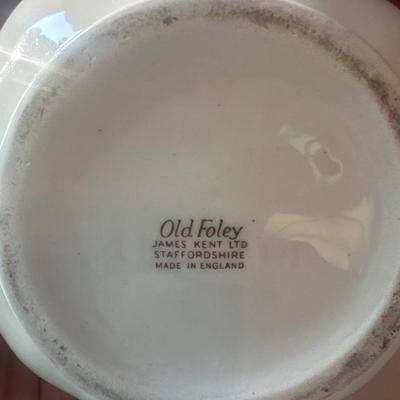 Old Foley
JAMES KENT LTD
STAFFORDSHIRE
MADE IN ENGLAND